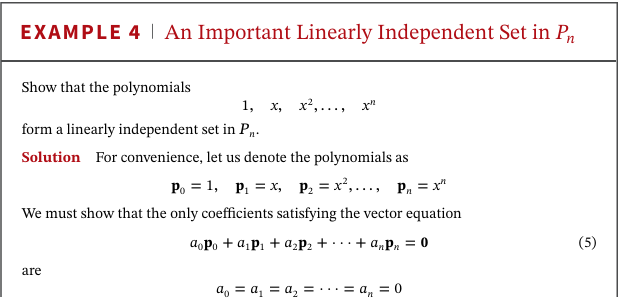 EXAMPLE 4 | An Important Linearly Independent Set in Pₙ
Show that the polynomials
1, x, x², . . . , xⁿ
form a linearly independent set in Pₙ.
Solution For convenience, let us denote the polynomials as
𝐩₀ = 1, 𝐩₁ = x, 𝐩₂ = x², . . . , 𝐩ₙ = xⁿ
We must show that the only coefficients satisfying the vector equation
a₀𝐩₀ + a₁𝐩₁ + a₂𝐩₂ + · · · + aₙ𝐩ₙ = 𝟎 (5)
are
a₀ = a₁ = a₂ = · · · = aₙ = 0